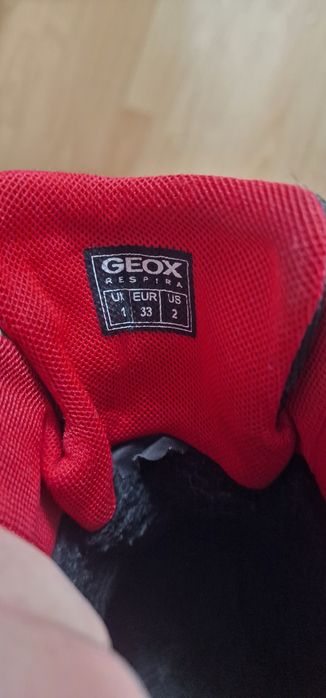 GEOX
RESPIRA
UK EUR US
1 33 2